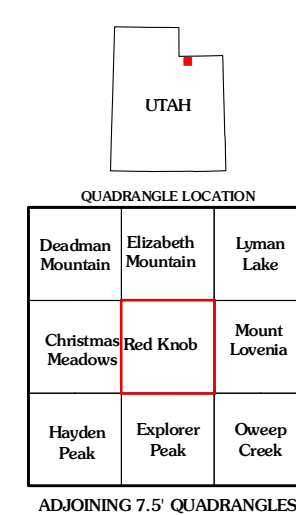 UTAH
QUADRANGLE LOCATION
Deadman
Mountain
Elizabeth
Mountain
Lyman
Lake
Christmas
Meadows
Red Knob
Mount
Lovenia
Hayden
Peak
Explorer
Peak
Oweep
Creek
ADJOINING 7.5' QUADRANGLES